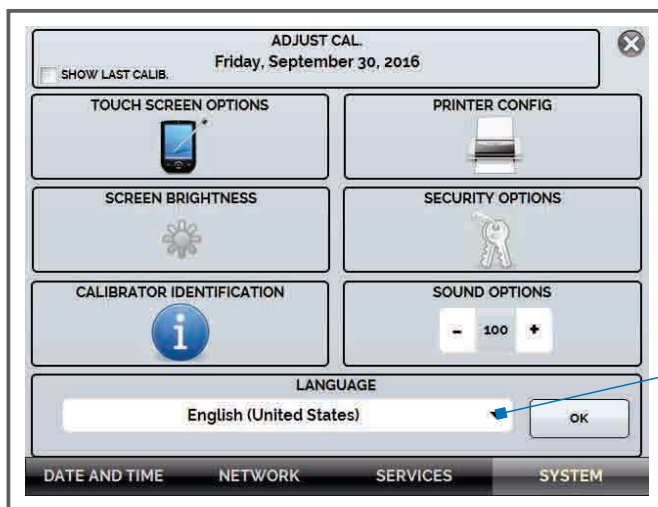 ADJUST CAL.
Friday, September 30, 2016
SHOW LAST CALIB.
TOUCH SCREEN OPTIONS
PRINTER CONFIG
SCREEN BRIGHTNESS
SECURITY OPTIONS
CALIBRATOR IDENTIFICATION
SOUND OPTIONS
- 100 +
LANGUAGE
English (United States)
OK
DATE AND TIME NETWORK SERVICES SYSTEM